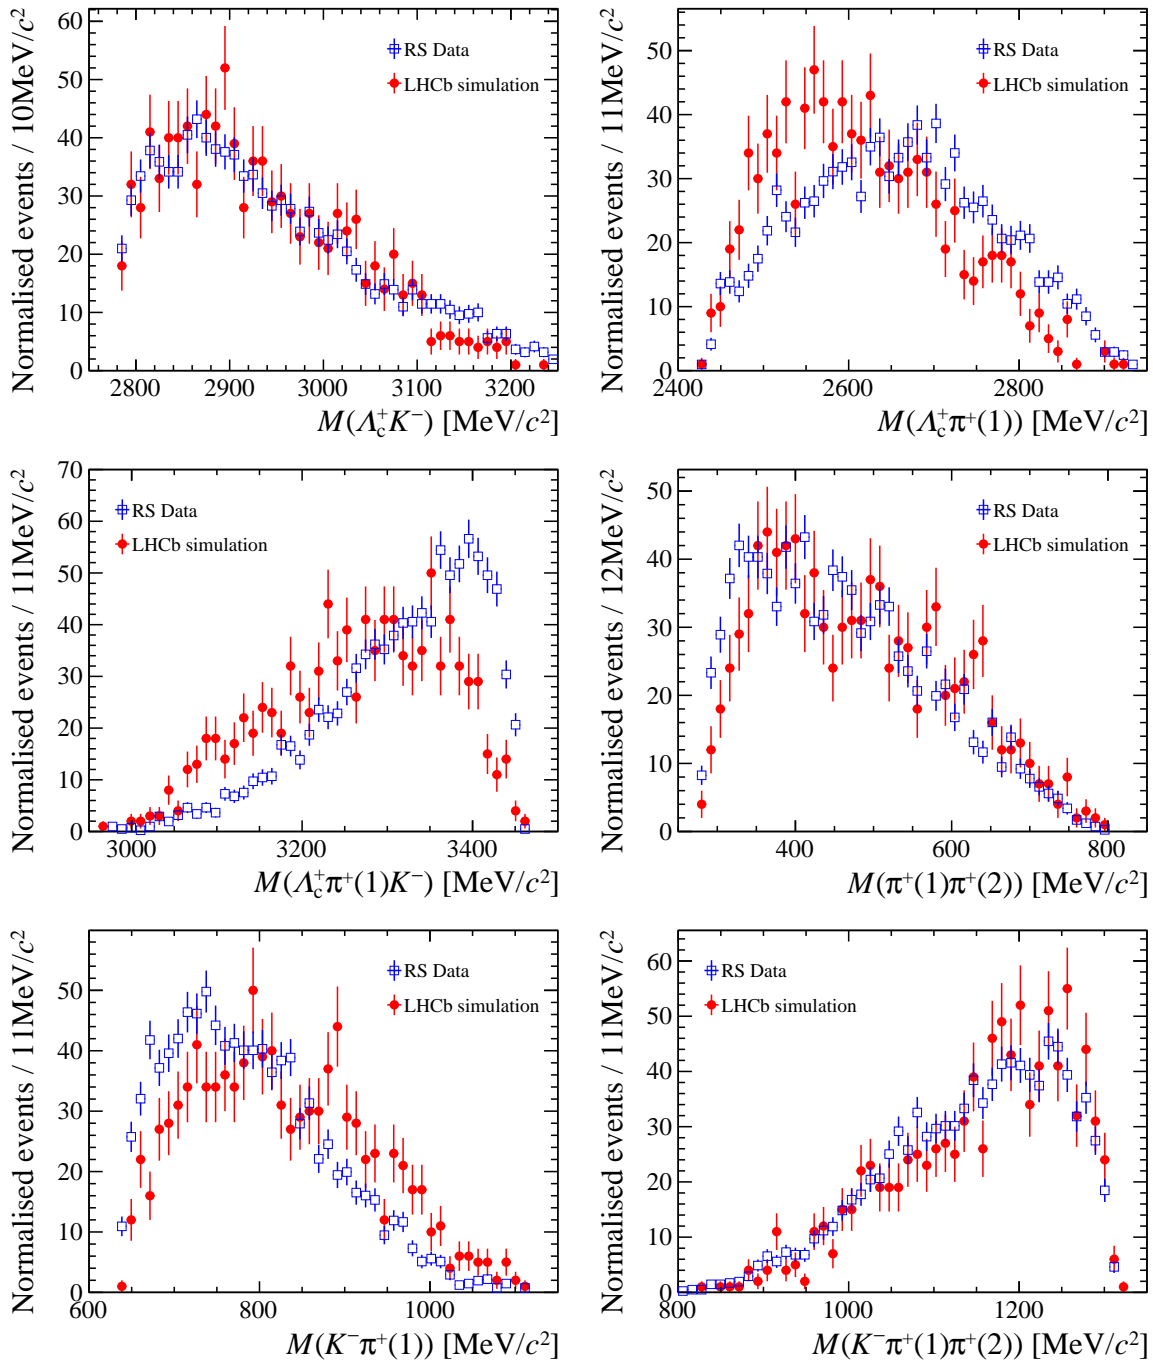 Normalised events / 10MeV/c²
60
50
40
30
20
10
0
RS Data
LHCb simulation
2800 2900 3000 3100 3200
M(Λc⁺K⁻) [MeV/c²]
Normalised events / 11MeV/c²
50
40
30
20
10
0
RS Data
LHCb simulation
2400 2600 2800
M(Λc⁺π⁺(1)) [MeV/c²]
Normalised events / 11MeV/c²
70
60
50
40
30
20
10
0
RS Data
LHCb simulation
3000 3200 3400
M(Λc⁺π⁺(1)K⁻) [MeV/c²]
Normalised events / 12MeV/c²
50
40
30
20
10
0
RS Data
LHCb simulation
400 600 800
M(π⁺(1)π⁺(2)) [MeV/c²]
Normalised events / 11MeV/c²
50
40
30
20
10
0
RS Data
LHCb simulation
600 800 1000
M(K⁻π⁺(1)) [MeV/c²]
Normalised events / 11MeV/c²
60
50
40
30
20
10
0
RS Data
LHCb simulation
800 1000 1200
M(K⁻π⁺(1)π⁺(2)) [MeV/c²]